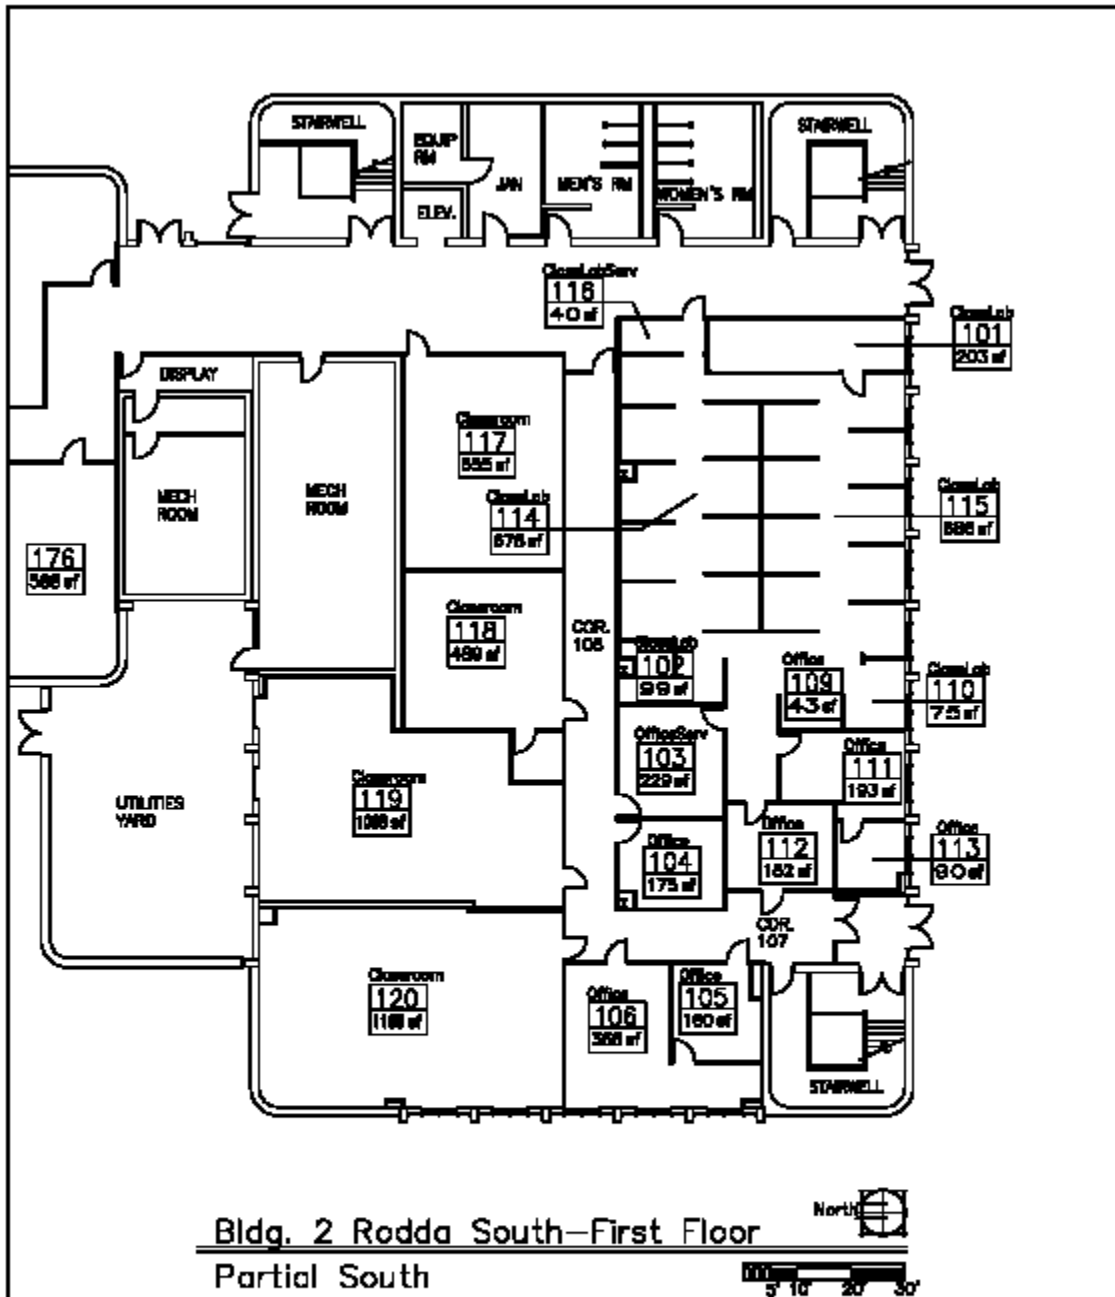 STAIRWELL
EQUIP
RM
ELEV.
JAN
MEN'S RM
WOMEN'S RM
STAIRWELL
ClassLabServ
116
40 sf
ClassLab
101
203 sf
DISPLAY
Classroom
117
MECH
ROOM
MECH
ROOM
ClassLab
114
ClassLab
115
176
Classroom
118
COR.
108
ClassLab
102
99 sf
Office
109
43 sf
ClassLab
110
75 sf
OfficeServ
103
229 sf
Office
111
193 sf
UTILITIES
YARD
Classroom
119
Office
104
175 sf
Office
112
Office
113
90 sf
COR.
107
Classroom
120
Office
106
Office
105
160 sf
STAIRWELL
North
Bldg. 2 Rodda South-First Floor
Partial South
5' 10' 20' 30'